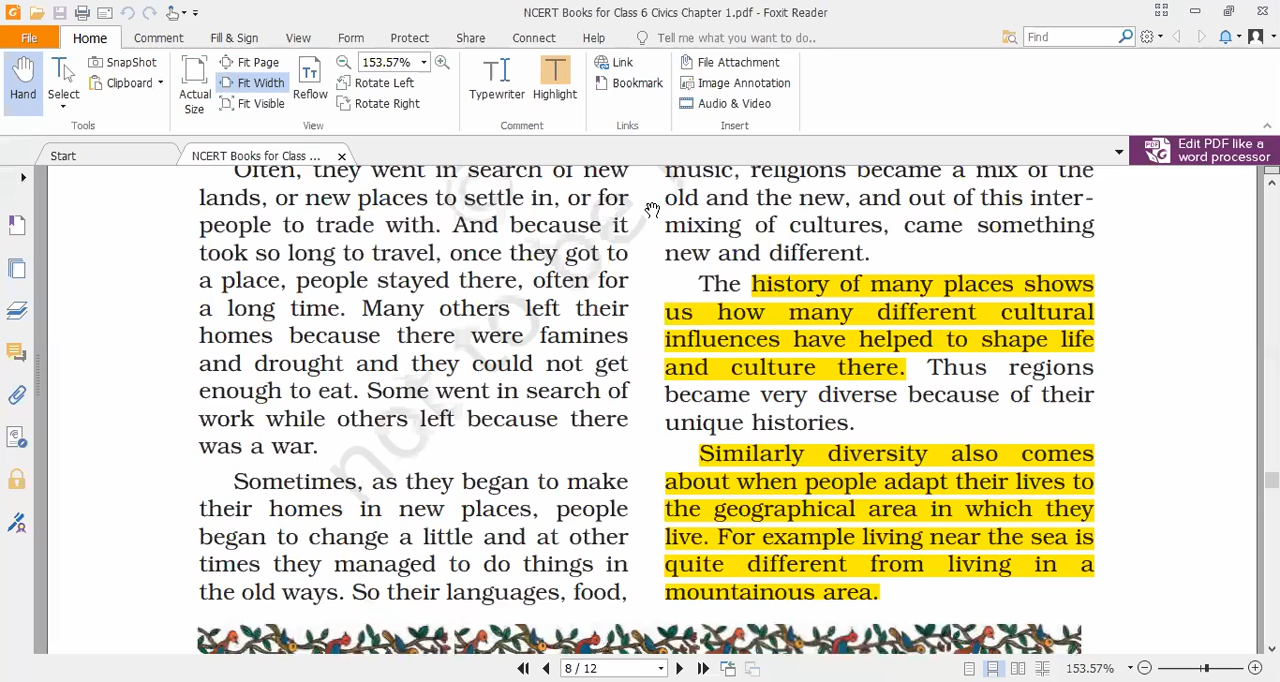 NCERT Books for Class 6 Civics Chapter 1.pdf - Foxit Reader
File Home Comment Fill & Sign View Form Protect Share Connect Help Tell me what you want to do.. Find
Hand
Select
SnapShot
Clipboard
Tools
Actual Size
Fit Page
Fit Width
Fit Visible
Reflow
153.57%
Rotate Left
Rotate Right
View
Typewriter
Highlight
Comment
Link
Bookmark
Links
File Attachment
Image Annotation
Audio & Video
Insert
Start
NCERT Books for Class ...
Edit PDF like a
word processor
Often, they went in search of new
lands, or new places to settle in, or for
people to trade with. And because it
took so long to travel, once they got to
a place, people stayed there, often for
a long time. Many others left their
homes because there were famines
and drought and they could not get
enough to eat. Some went in search of
work while others left because there
was a war.
Sometimes, as they began to make
their homes in new places, people
began to change a little and at other
times they managed to do things in
the old ways. So their languages, food,
music, religions became a mix of the
old and the new, and out of this inter-
mixing of cultures, came something
new and different.
The history of many places shows
us how many different cultural
influences have helped to shape life
and culture there. Thus regions
became very diverse because of their
unique histories.
Similarly diversity also comes
about when people adapt their lives to
the geographical area in which they
live. For example living near the sea is
quite different from living in a
mountainous area.
© not to be
8 / 12
153.57%